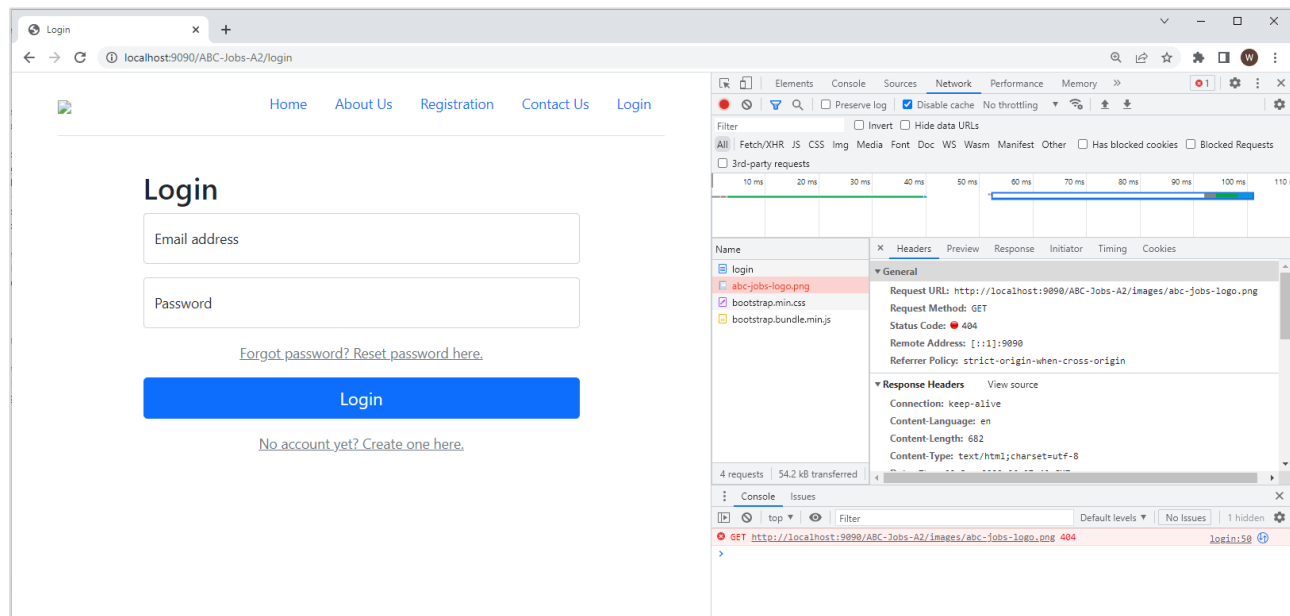 Login
localhost:9090/ABC-Jobs-A2/login
W
Home About Us Registration Contact Us Login
Login
Email address
Password
Forgot password? Reset password here.
Login
No account yet? Create one here.
Elements Console Sources Network Performance Memory » 1
Preserve log Disable cache No throttling
Filter Invert Hide data URLs
All Fetch/XHR JS CSS Img Media Font Doc WS Wasm Manifest Other Has blocked cookies Blocked Requests
3rd-party requests
10 ms 20 ms 30 ms 40 ms 50 ms 60 ms 70 ms 80 ms 90 ms 100 ms 110
Name
login
abc-jobs-logo.png
bootstrap.min.css
bootstrap.bundle.min.js
4 requests 54.2 kB transferred
Headers Preview Response Initiator Timing Cookies
General
Request URL: http://localhost:9090/ABC-Jobs-A2/images/abc-jobs-logo.png
Request Method: GET
Status Code: 404
Remote Address: [::1]:9090
Referrer Policy: strict-origin-when-cross-origin
Response Headers View source
Connection: keep-alive
Content-Language: en
Content-Length: 682
Content-Type: text/html;charset=utf-8
Console Issues
top Filter Default levels No Issues 1 hidden
GET http://localhost:9090/ABC-Jobs-A2/images/abc-jobs-logo.png 404 login:50